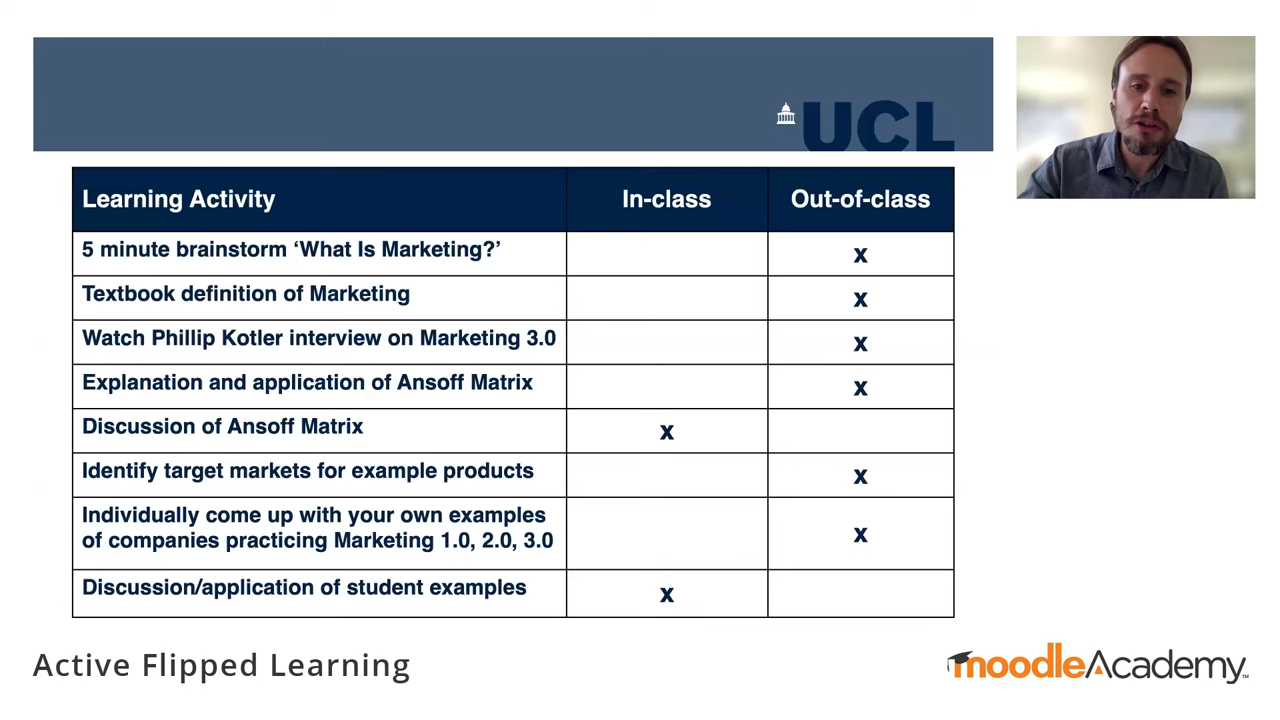 UCL
Learning Activity In-class Out-of-class
5 minute brainstorm ‘What Is Marketing?’ x
Textbook definition of Marketing x
Watch Phillip Kotler interview on Marketing 3.0 x
Explanation and application of Ansoff Matrix x
Discussion of Ansoff Matrix x
Identify target markets for example products x
Individually come up with your own examples
of companies practicing Marketing 1.0, 2.0, 3.0 x
Discussion/application of student examples x
Active Flipped Learning
moodleAcademy™